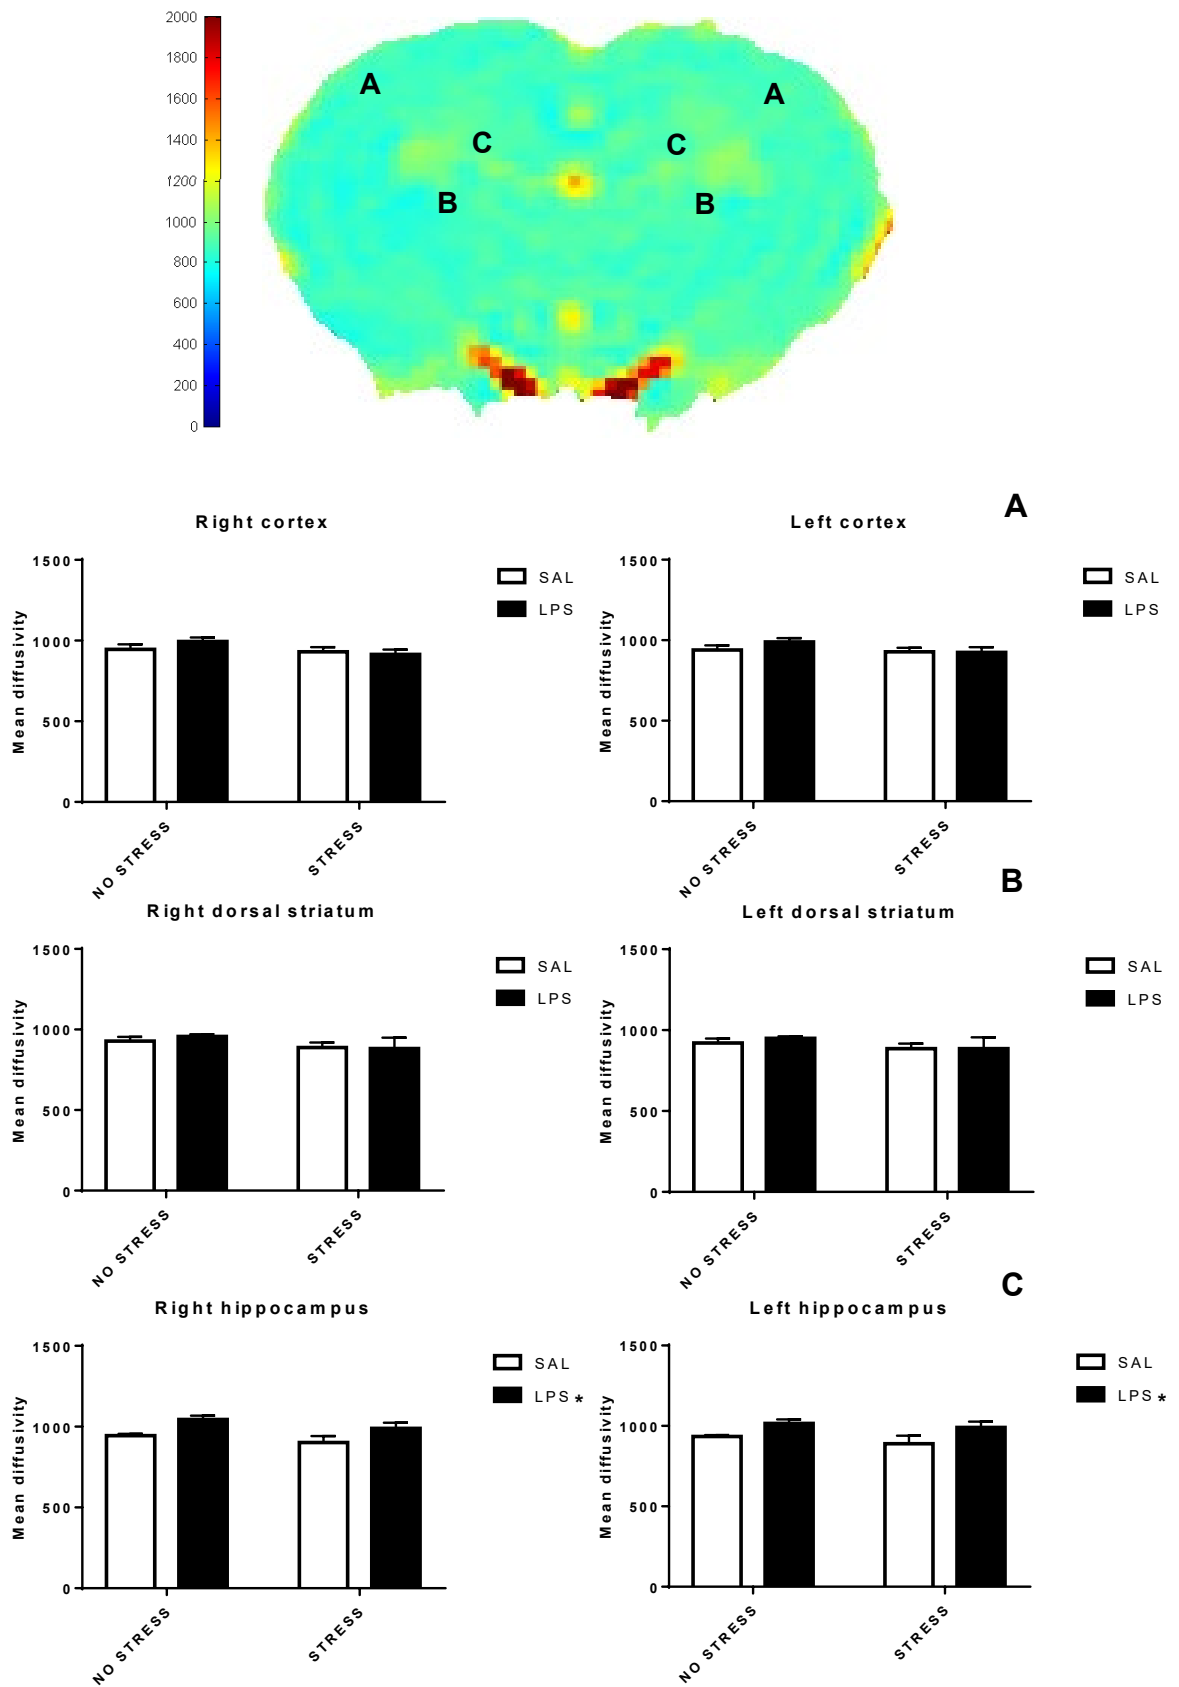 2000
1800
1600
1400
1200
1000
800
600
400
200
0
A A
C C
B B
A
Right cortex
Mean diffusivity
1500
1000
500
0
NO STRESS
STRESS
SAL
LPS
Left cortex
Mean diffusivity
1500
1000
500
0
NO STRESS
STRESS
SAL
LPS
B
Right dorsal striatum
Mean diffusivity
1500
1000
500
0
NO STRESS
STRESS
SAL
LPS
Left dorsal striatum
Mean diffusivity
1500
1000
500
0
NO STRESS
STRESS
SAL
LPS
C
Right hippocampus
Mean diffusivity
1500
1000
500
0
NO STRESS
STRESS
SAL
LPS *
Left hippocampus
Mean diffusivity
1500
1000
500
0
NO STRESS
STRESS
SAL
LPS *